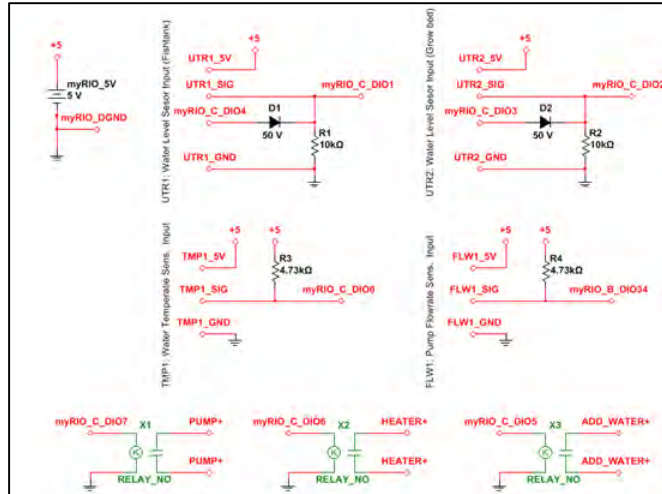 +5
myRIO_5V
5 V
myRIO_DGND
UTR1: Water Level Sesor Input (Fishtank)
+5
UTR1_5V
UTR1_SIG
myRIO_C_DIO1
myRIO_C_DIO4
D1
50 V
R1
10kΩ
UTR1_GND
UTR2: Water Level Sesor Input (Grow bed)
+5
UTR2_5V
UTR2_SIG
myRIO_C_DIO2
myRIO_C_DIO3
D2
50 V
R2
10kΩ
UTR2_GND
TMP1: Water Temperatie Sens. Input
+5
+5
TMP1_5V
R3
4.73kΩ
TMP1_SIG
myRIO_C_DIO0
TMP1_GND
FLW1: Pump Flowrate Sens. Input
+5
+5
FLW1_5V
R4
4.73kΩ
FLW1_SIG
myRIO_B_DIO34
FLW1_GND
myRIO_C_DIO7
X1
PUMP+
K
PUMP+
RELAY_NO
myRIO_C_DIO6
X2
HEATER+
K
HEATER+
RELAY_NO
myRIO_C_DIO5
X3
ADD_WATER+
K
ADD_WATER+
RELAY_NO